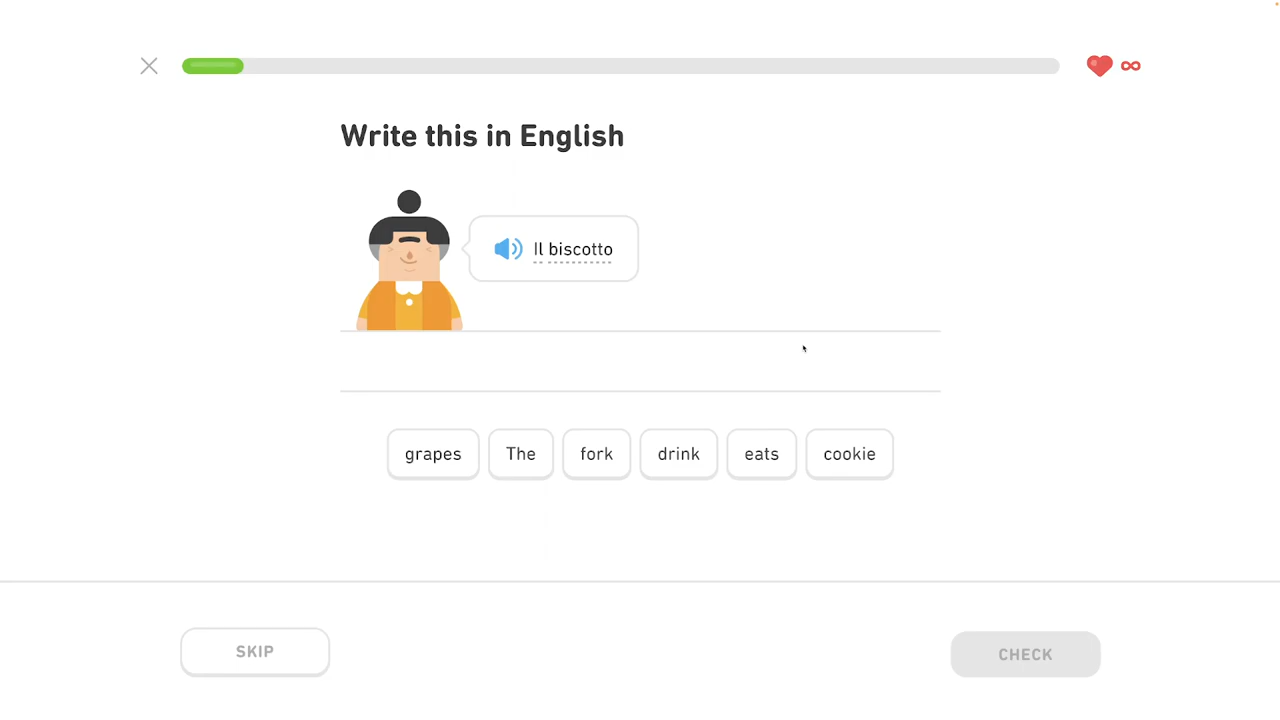 ∞
Write this in English
Il biscotto
grapes The fork drink eats cookie
SKIP CHECK